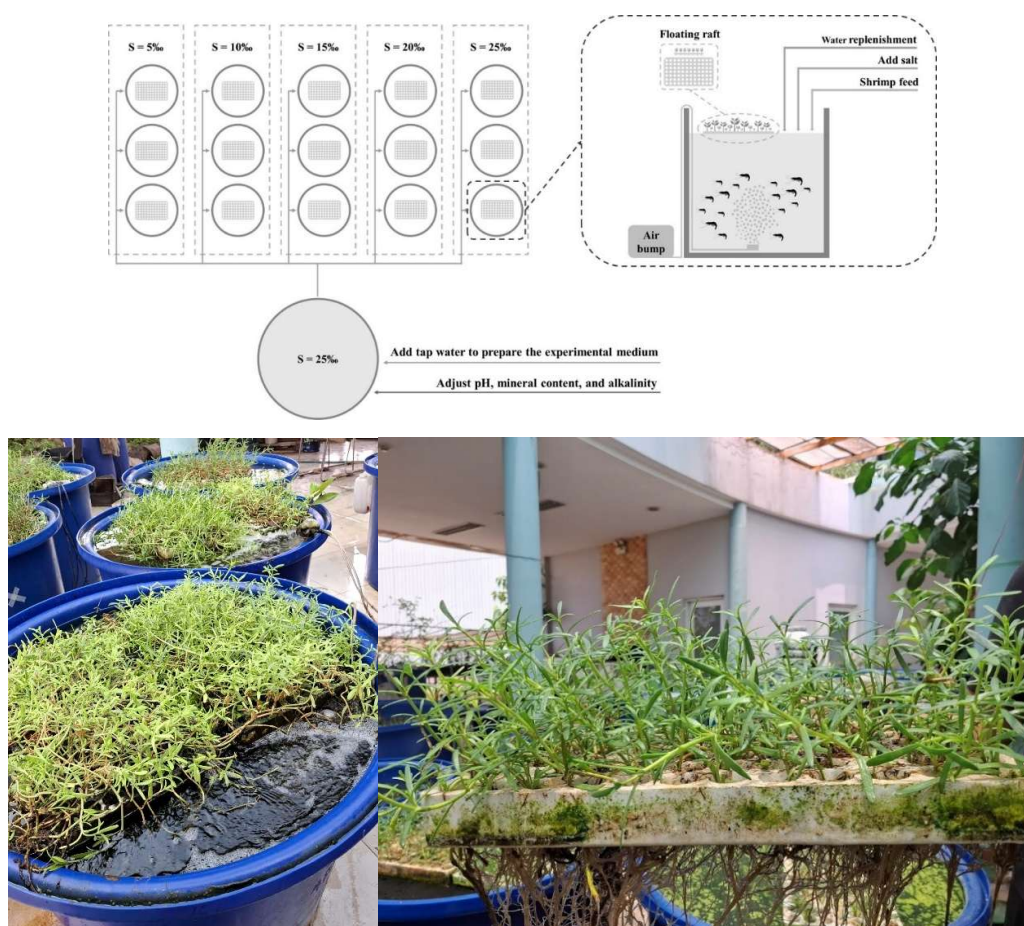 S = 5‰
S = 10‰
S = 15‰
S = 20‰
S = 25‰
Floating raft
Water replenishment
Add salt
Shrimp feed
Air
bump
S = 25‰
Add tap water to prepare the experimental medium
Adjust pH, mineral content, and alkalinity